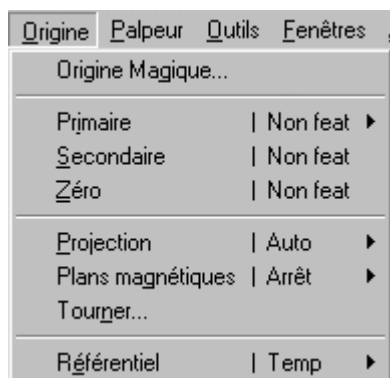 Origine Palpeur Outils Fenêtres
Origine Magique...
Primaire | Non feat
Secondaire | Non feat
Zéro | Non feat
Projection | Auto
Plans magnétiques | Arrêt
Tourner...
Référentiel | Temp